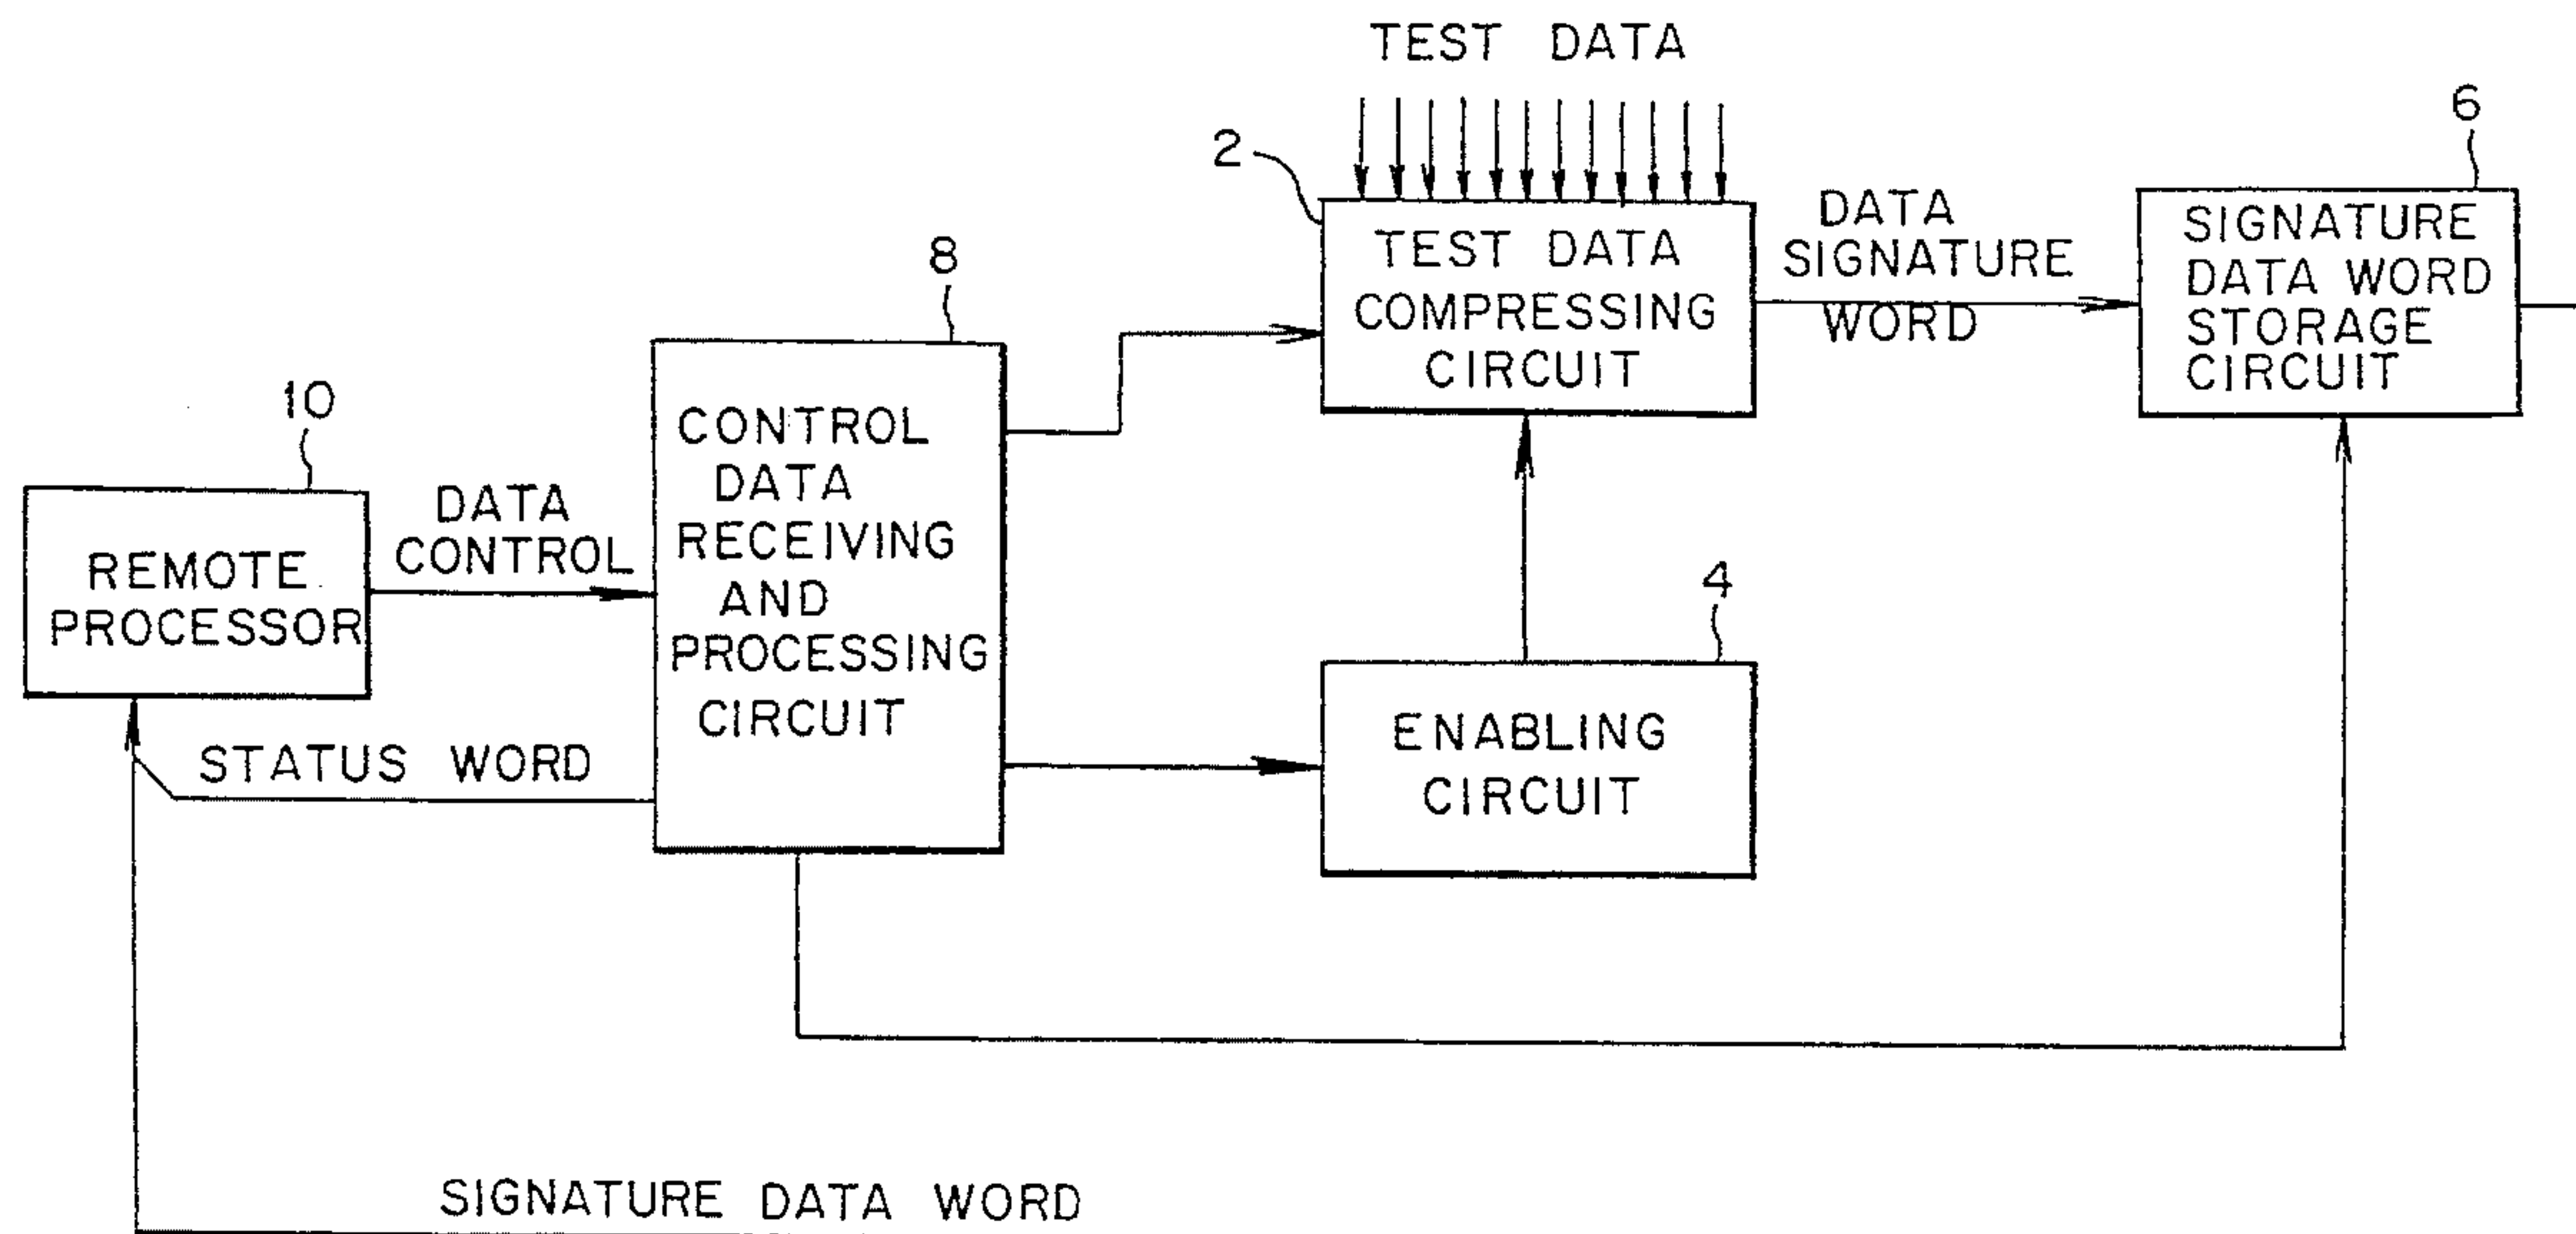 TEST DATA
2
6
TEST DATA
COMPRESSING
CIRCUIT
DATA
SIGNATURE
WORD
SIGNATURE
DATA WORD
STORAGE
CIRCUIT
8
CONTROL
DATA
RECEIVING
AND
PROCESSING
CIRCUIT
10
REMOTE
PROCESSOR
DATA
CONTROL
STATUS WORD
4
ENABLING
CIRCUIT
SIGNATURE DATA WORD